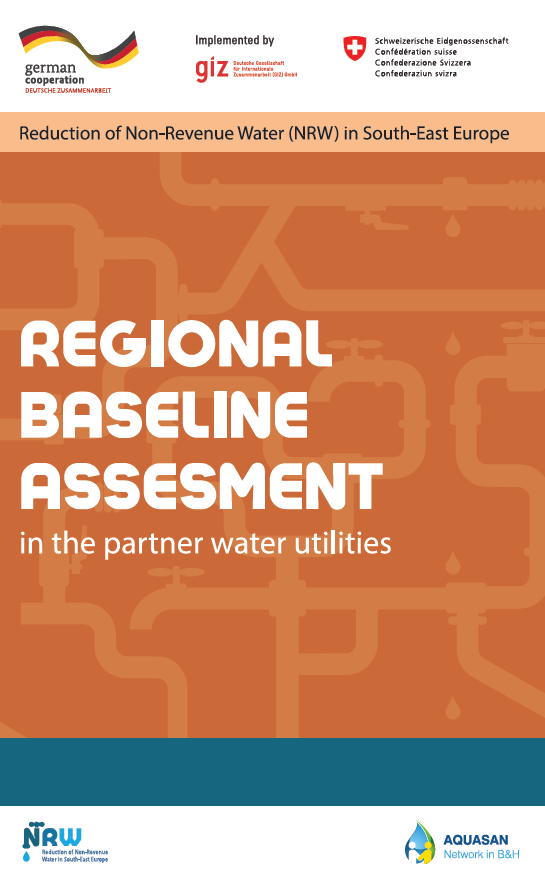 german
cooperation
DEUTSCHE ZUSAMMENARBEIT
Implemented by
giz Deutsche Gesellschaft
für Internationale
Zusammenarbeit (GIZ) GmbH
Schweizerische Eidgenossenschaft
Confédération suisse
Confederazione Svizzera
Confederaziun svizra
Reduction of Non-Revenue Water (NRW) in South-East Europe
REGIONAL
BASELINE
ASSESMENT
in the partner water utilities
NRW
Reduction of Non-Revenue
Water in South-East Europe
AQUASAN
Network in B&H